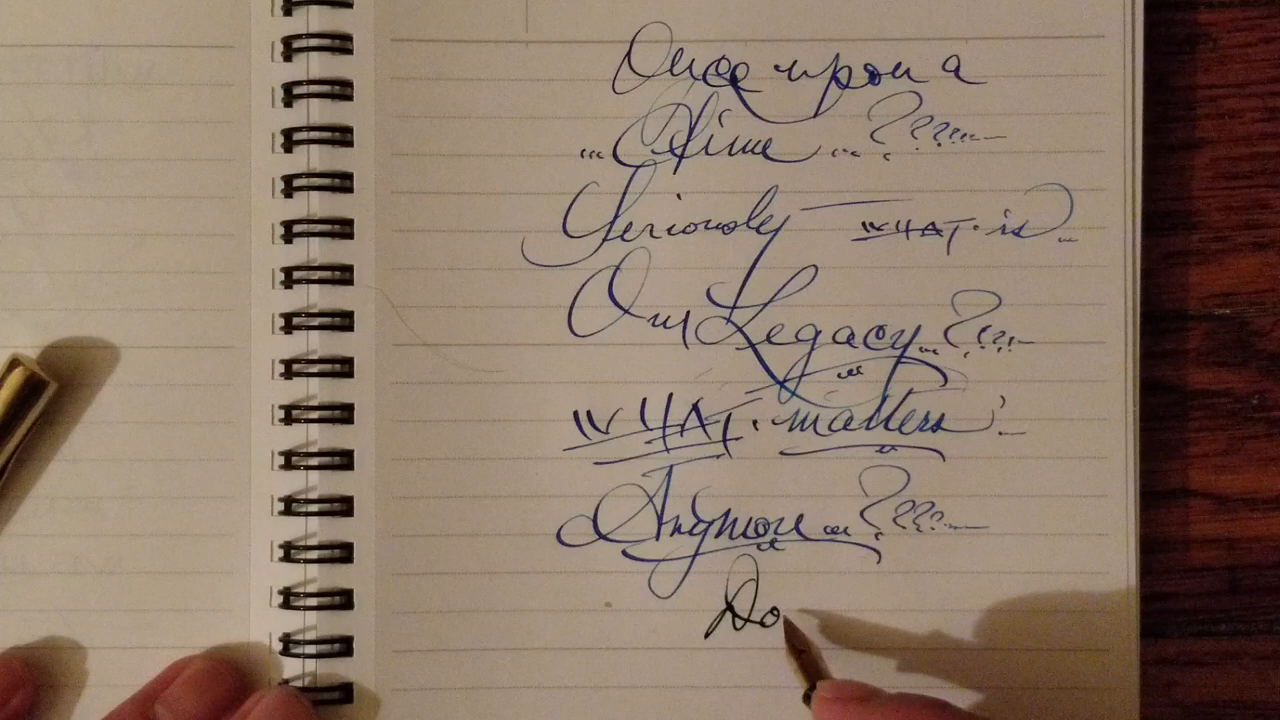 Once upon a
... Time ... ????...
Seriously WHAT. is ...
Our Legacy ... ????..
WHAT. matters
Anymore ... ????...
Do